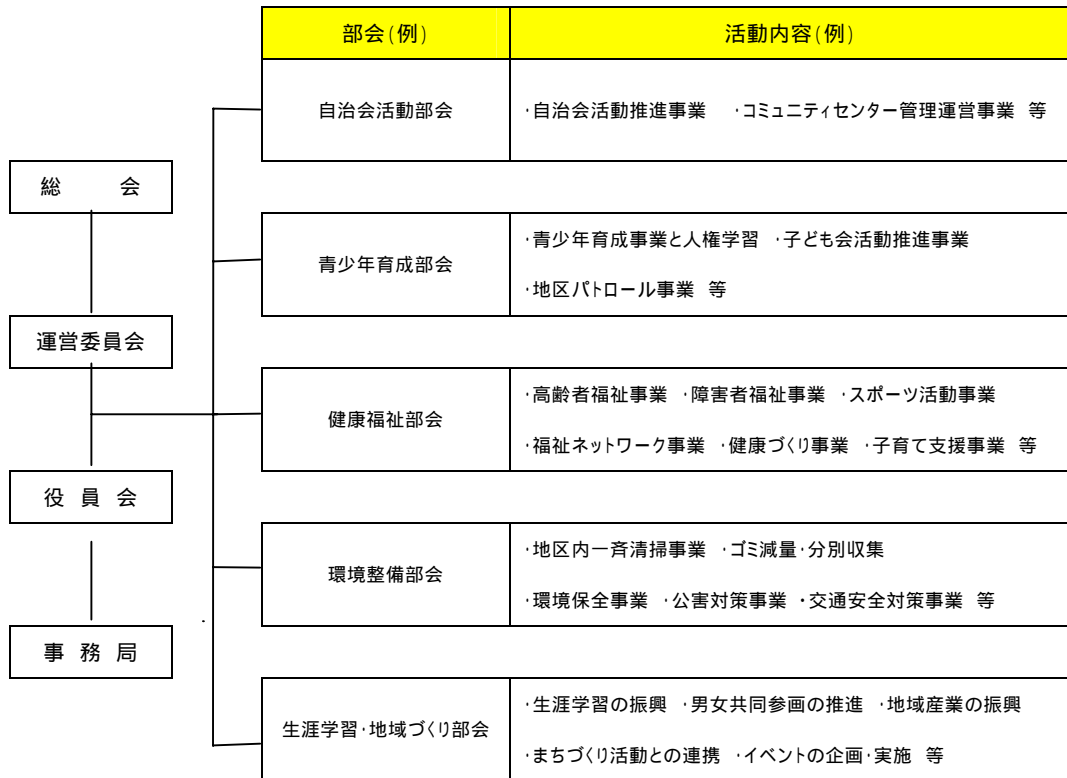 部会(例) 活動内容(例)
自治会活動部会 ・自治会活動推進事業 ・コミュニティセンター管理運営事業 等
総 会
青少年育成部会
・青少年育成事業と人権学習 ・子ども会活動推進事業
・地区パトロール事業 等
運営委員会
健康福祉部会
・高齢者福祉事業 ・障害者福祉事業 ・スポーツ活動事業
・福祉ネットワーク事業 ・健康づくり事業 ・子育て支援事業 等
役 員 会
環境整備部会
・地区内一斉清掃事業 ・ゴミ減量・分別収集
・環境保全事業 ・公害対策事業 ・交通安全対策事業 等
事 務 局
生涯学習・地域づくり部会
・生涯学習の振興 ・男女共同参画の推進 ・地域産業の振興
・まちづくり活動との連携 ・イベントの企画・実施 等